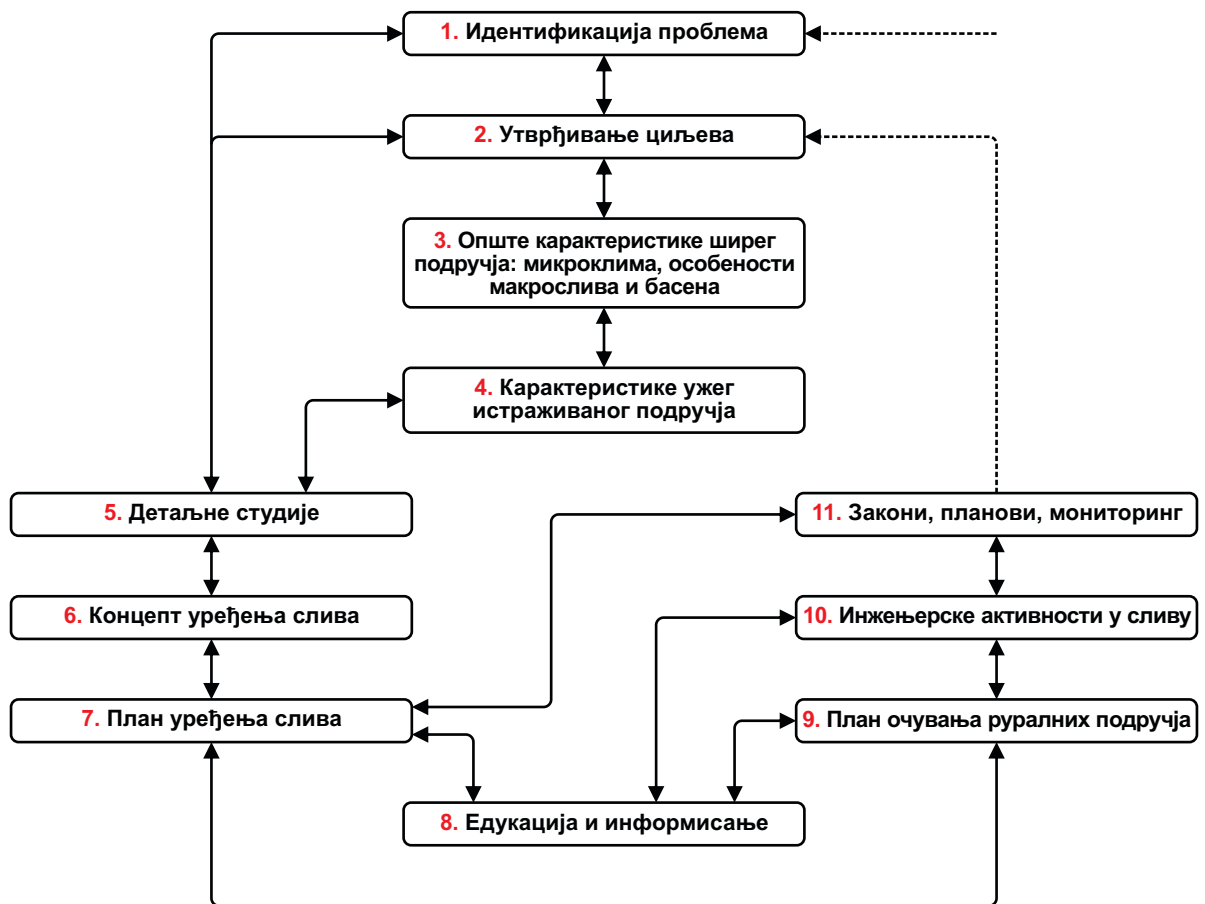 1. Идентификација проблема
2. Утврђивање циљева
3. Опште карактеристике ширег
подручја: микроклима, особености
макрослива и басена
4. Карактеристике ужег
истраживаног подручја
5. Детаљне студије
11. Закони, планови, мониторинг
6. Концепт уређења слива
10. Инжењерске активности у сливу
7. План уређења слива
9. План очувања руралних подручја
8. Едукација и информисање